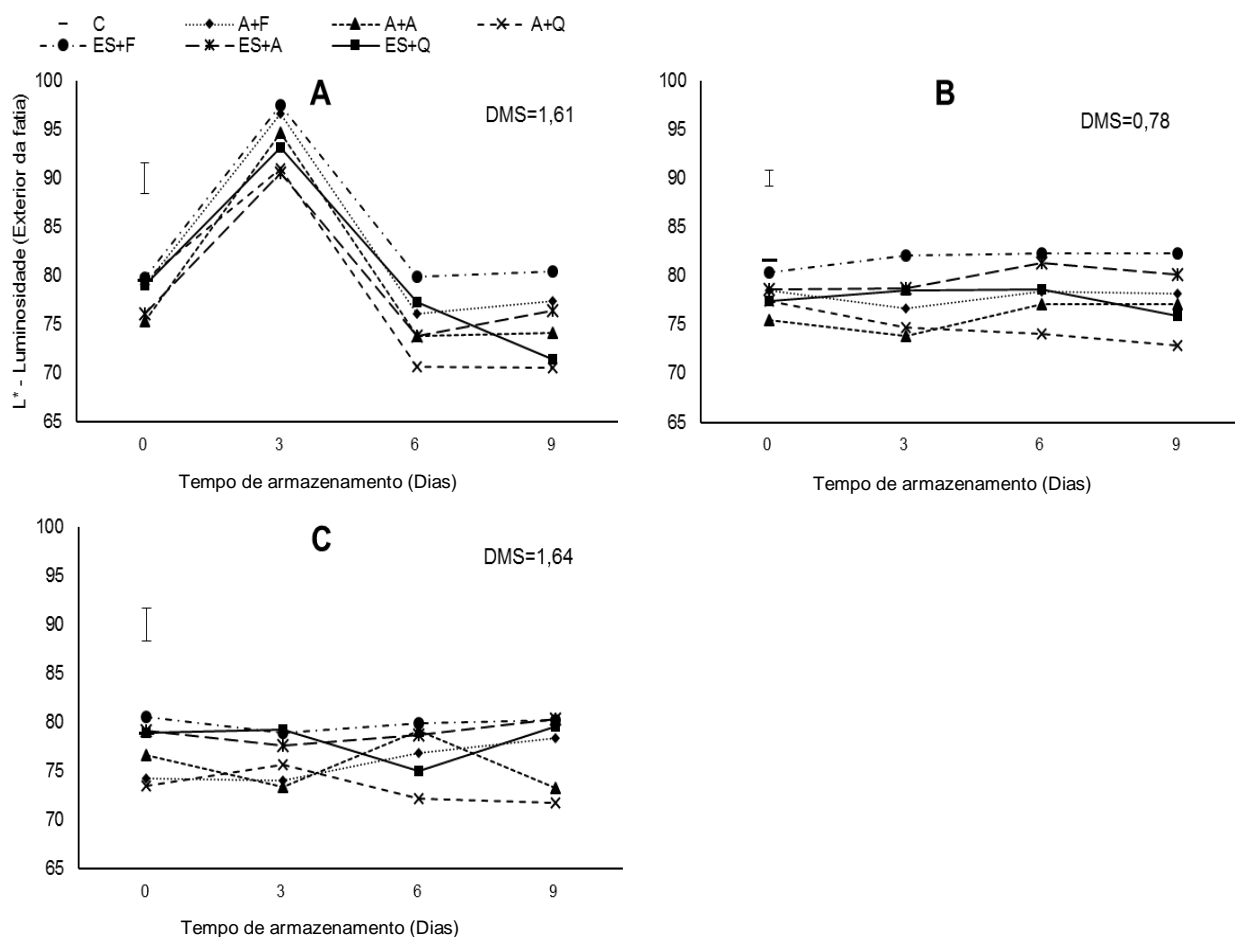 C A+F A+A A+Q
ES+F ES+A ES+Q
A
DMS=1,61
L* - Luminosidade (Exterior da fatia)
100
95
90
85
80
75
70
65
0 3 6 9
Tempo de armazenamento (Dias)
B
DMS=0,78
100
95
90
85
80
75
70
65
0 3 6 9
Tempo de armazenamento (Dias)
C
DMS=1,64
100
95
90
85
80
75
70
65
0 3 6 9
Tempo de armazenamento (Dias)